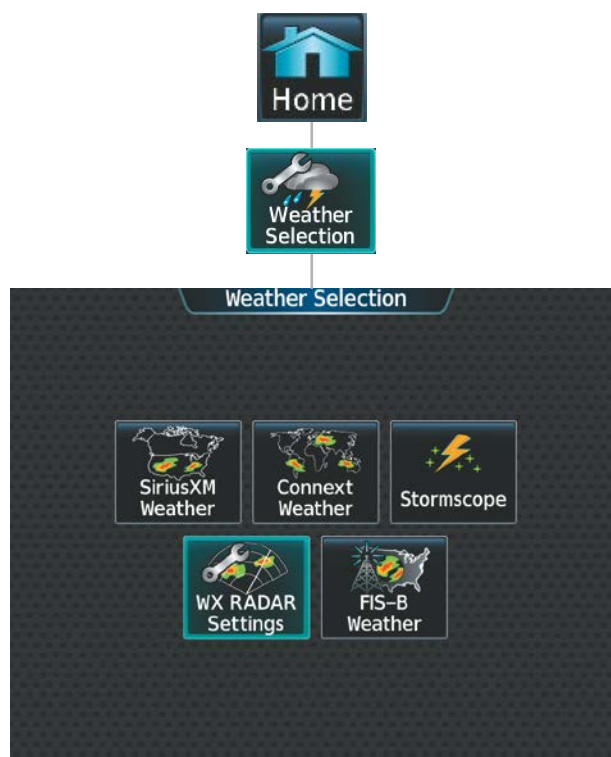 Home
Weather
Selection
Weather Selection
SiriusXM
Weather
Connext
Weather
Stormscope
WX RADAR
Settings
FIS-B
Weather